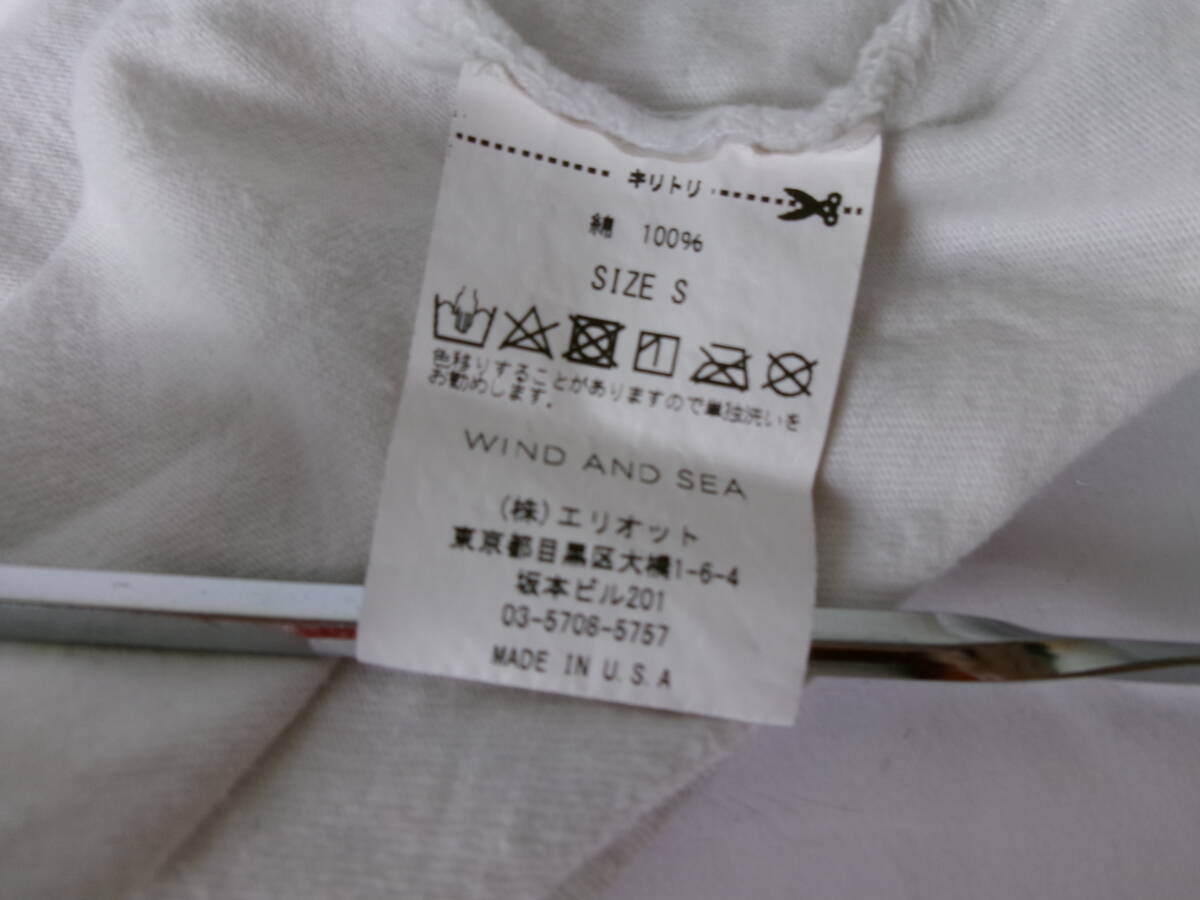 キリトリ
綿 100%
SIZE S
色移りすることがありますので単独洗いを
お勧めします.
WIND AND SEA
(株)エリオット
東京都目黒区大橋1-6-4
坂本ビル201
03-5708-5757
MADE IN U.S.A